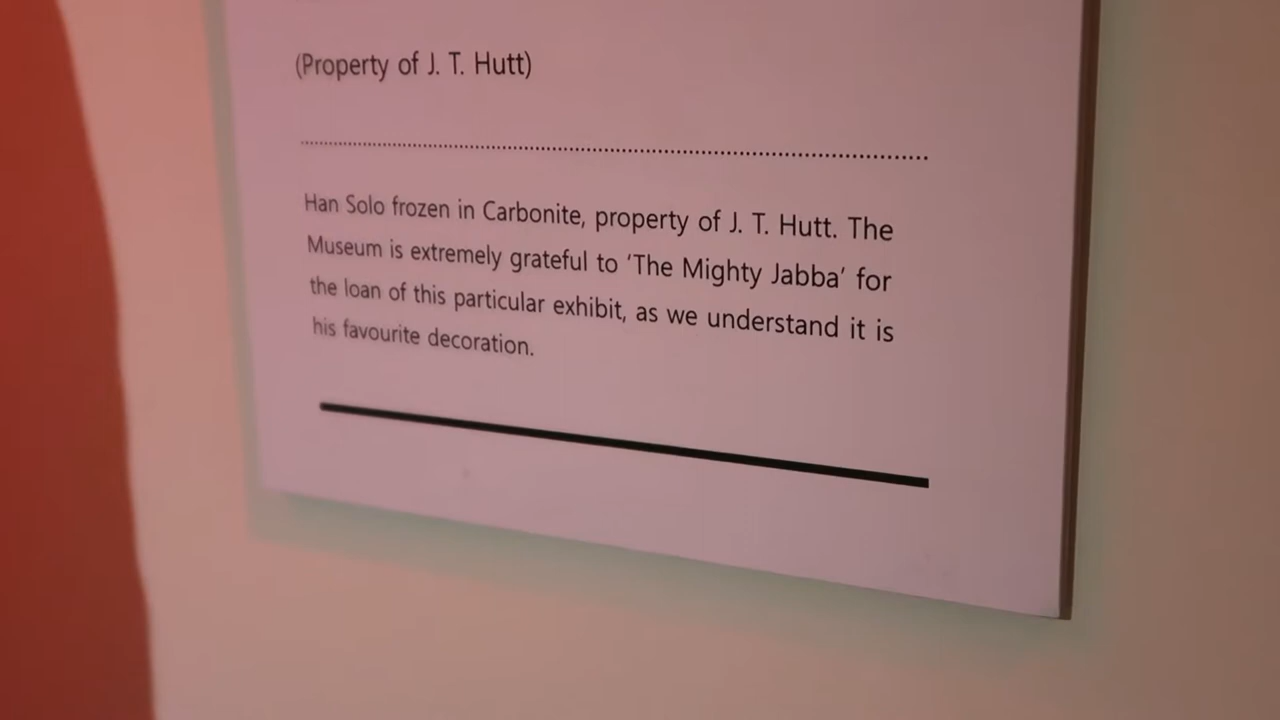 (Property of J. T. Hutt)
Han Solo frozen in Carbonite, property of J. T. Hutt. The
Museum is extremely grateful to 'The Mighty Jabba' for
the loan of this particular exhibit, as we understand it is
his favourite decoration.